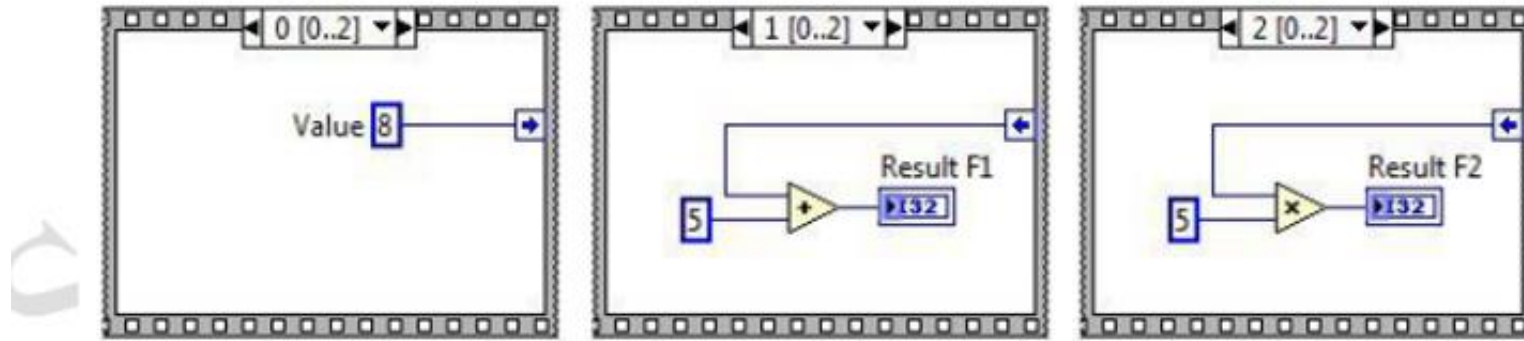 0 [0..2]
Value 8
1 [0..2]
Result F1
5
+
I32
2 [0..2]
Result F2
5
×
I32